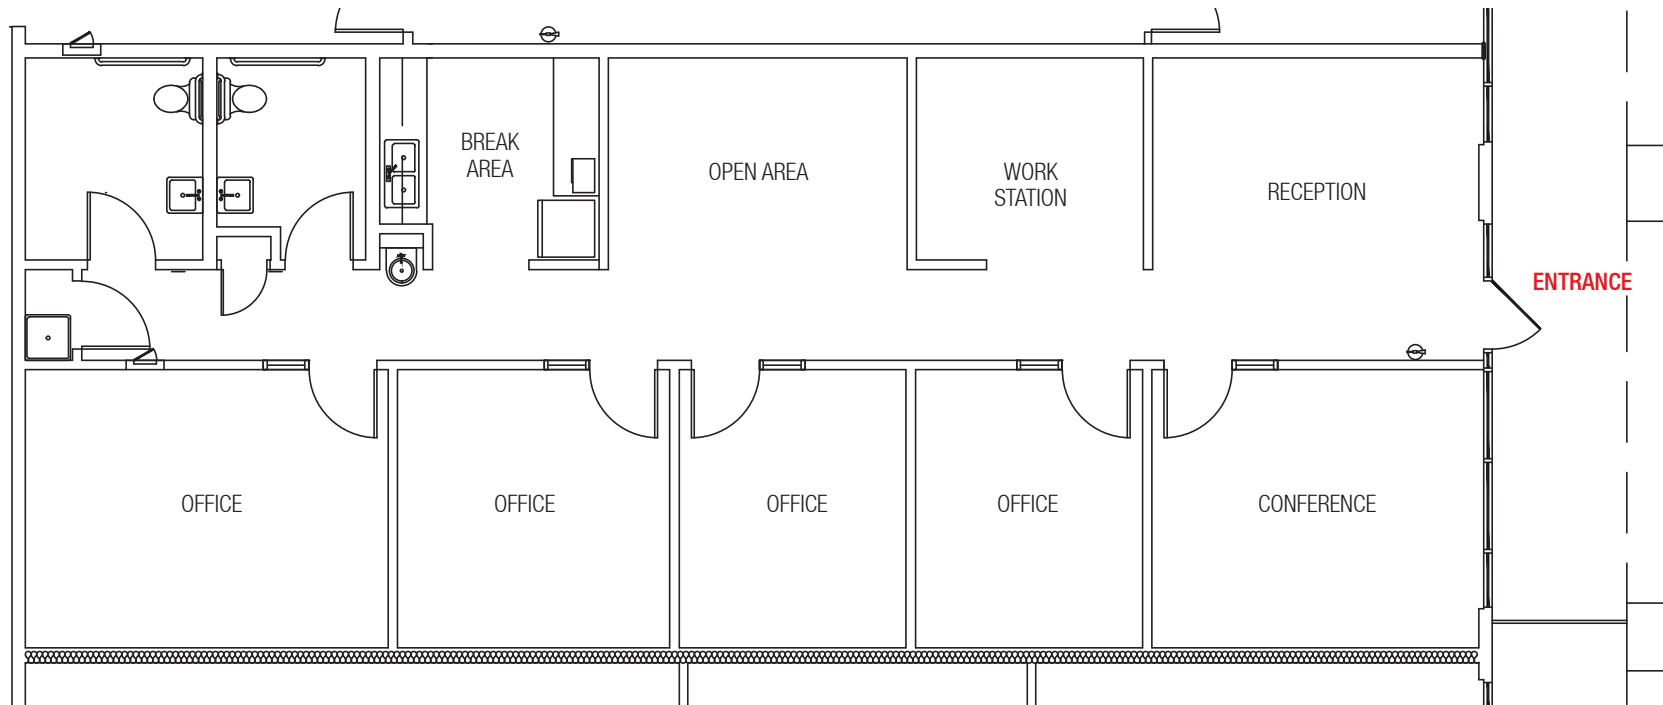 BREAK
AREA
OPEN AREA
WORK
STATION
RECEPTION
ENTRANCE
OFFICE
OFFICE
OFFICE
OFFICE
CONFERENCE